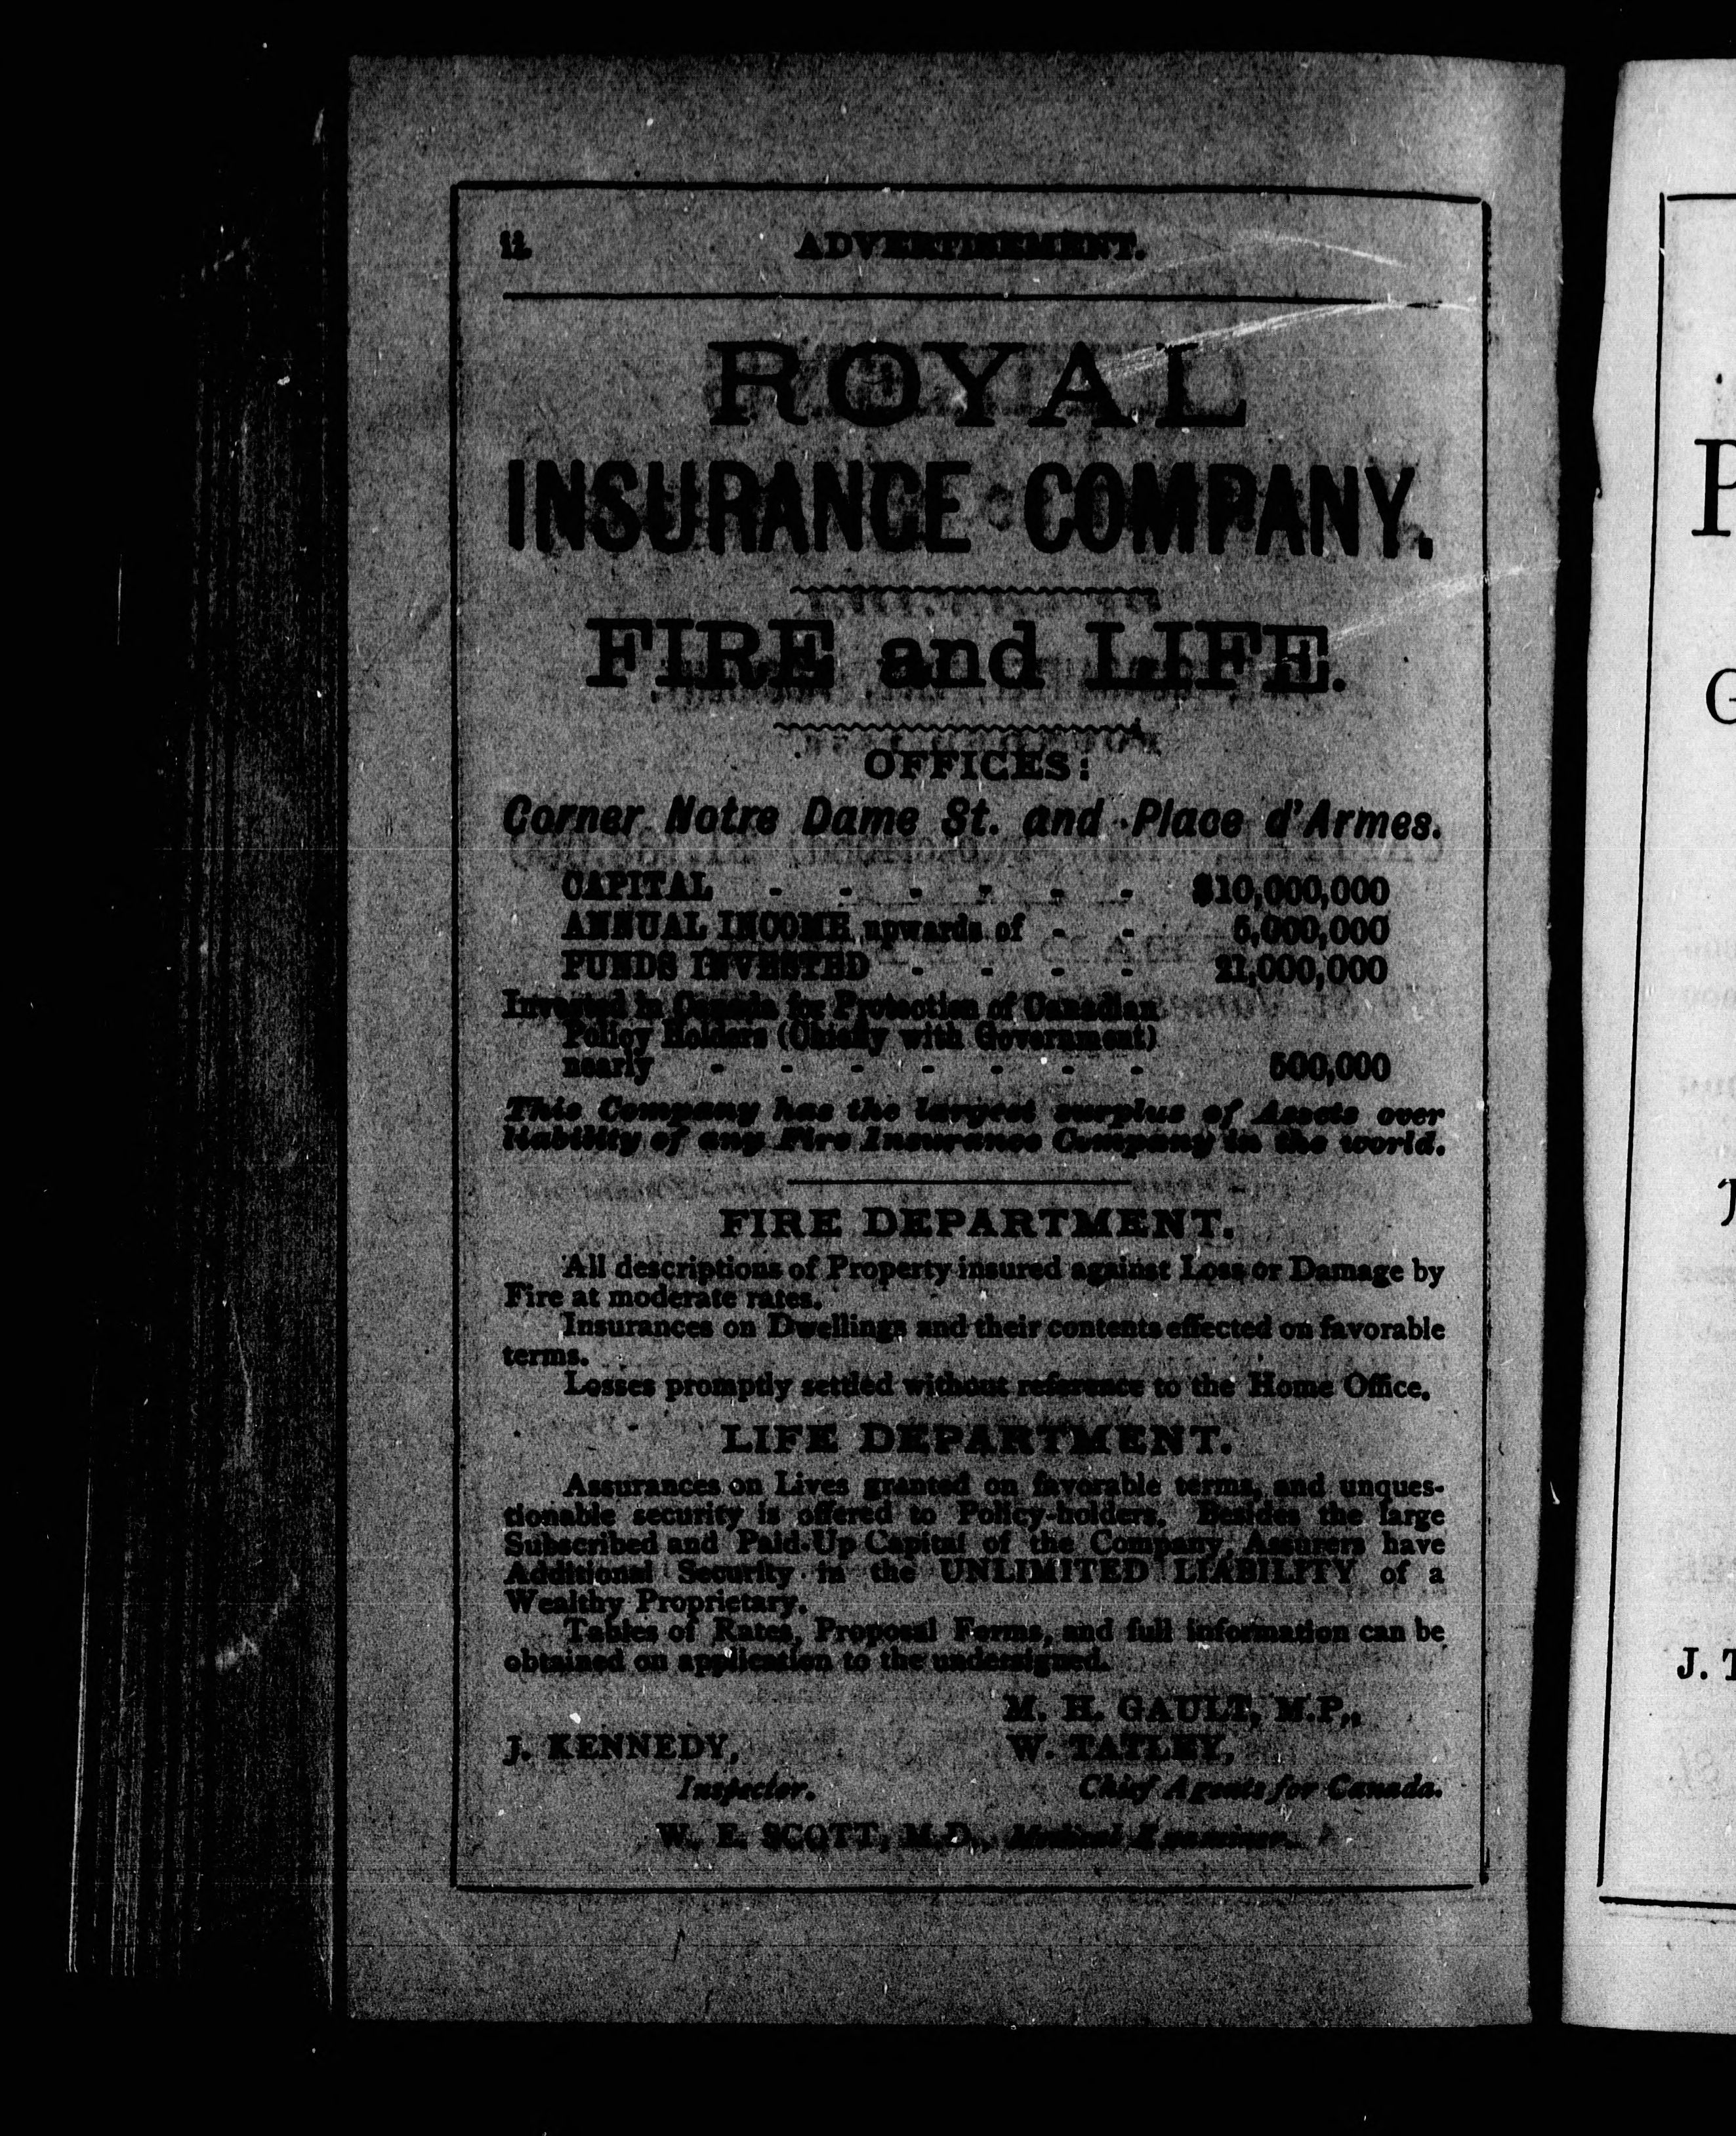 ii. ADVERTISEMENT.
ROYAL
INSURANCE COMPANY.
FIRE and LIFE.
OFFICES:
Corner Notre Dame St. and Place d'Armes.
CAPITAL - - - - - - $10,000,000
ANNUAL INCOME, upwards of - - 5,000,000
FUNDS INVESTED - - - - 21,000,000
Invested in Canada for Protection of Canadian
Policy Holders (Chiefly with Government)
nearly - - - - - - - 500,000
This Company has the largest surplus of Assets over
liability of any Fire Insurance Company in the world.
FIRE DEPARTMENT.
All descriptions of Property insured against Loss or Damage by
Fire at moderate rates.
Insurances on Dwellings and their contents effected on favorable
terms.
Losses promptly settled without reference to the Home Office.
LIFE DEPARTMENT.
Assurances on Lives granted on favorable terms, and unques-
tionable security is offered to Policy-holders. Besides the large
Subscribed and Paid-Up Capital of the Company, Assurers have
Additional Security in the UNLIMITED LIABILITY of a
Wealthy Proprietary.
Tables of Rates, Proposal Forms, and full information can be
obtained on application to the undersigned.
M. H. GAULT, M.P.,
J. KENNEDY, W. TATLEY,
Inspector. Chief Agents for Canada.
W. E. SCOTT, M.D., Medical Examiner.
P
G
J. T